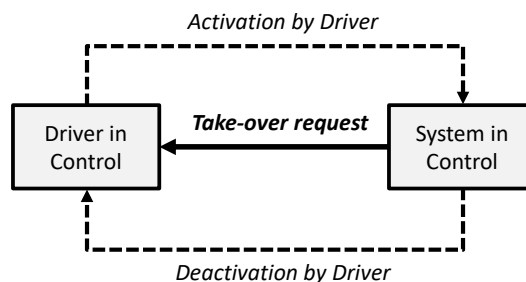 Activation by Driver
Driver in
Control
Take-over request
System in
Control
Deactivation by Driver